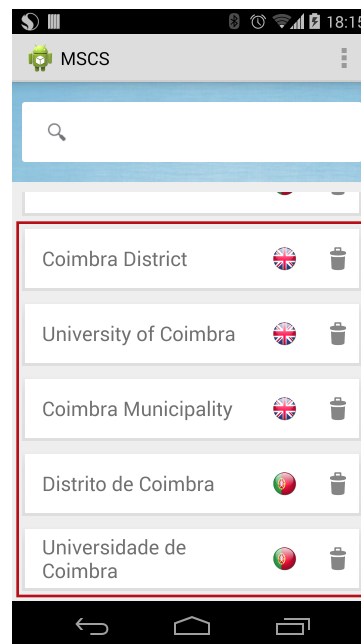 18:15
MSCS
Coimbra District
University of Coimbra
Coimbra Municipality
Distrito de Coimbra
Universidade de
Coimbra